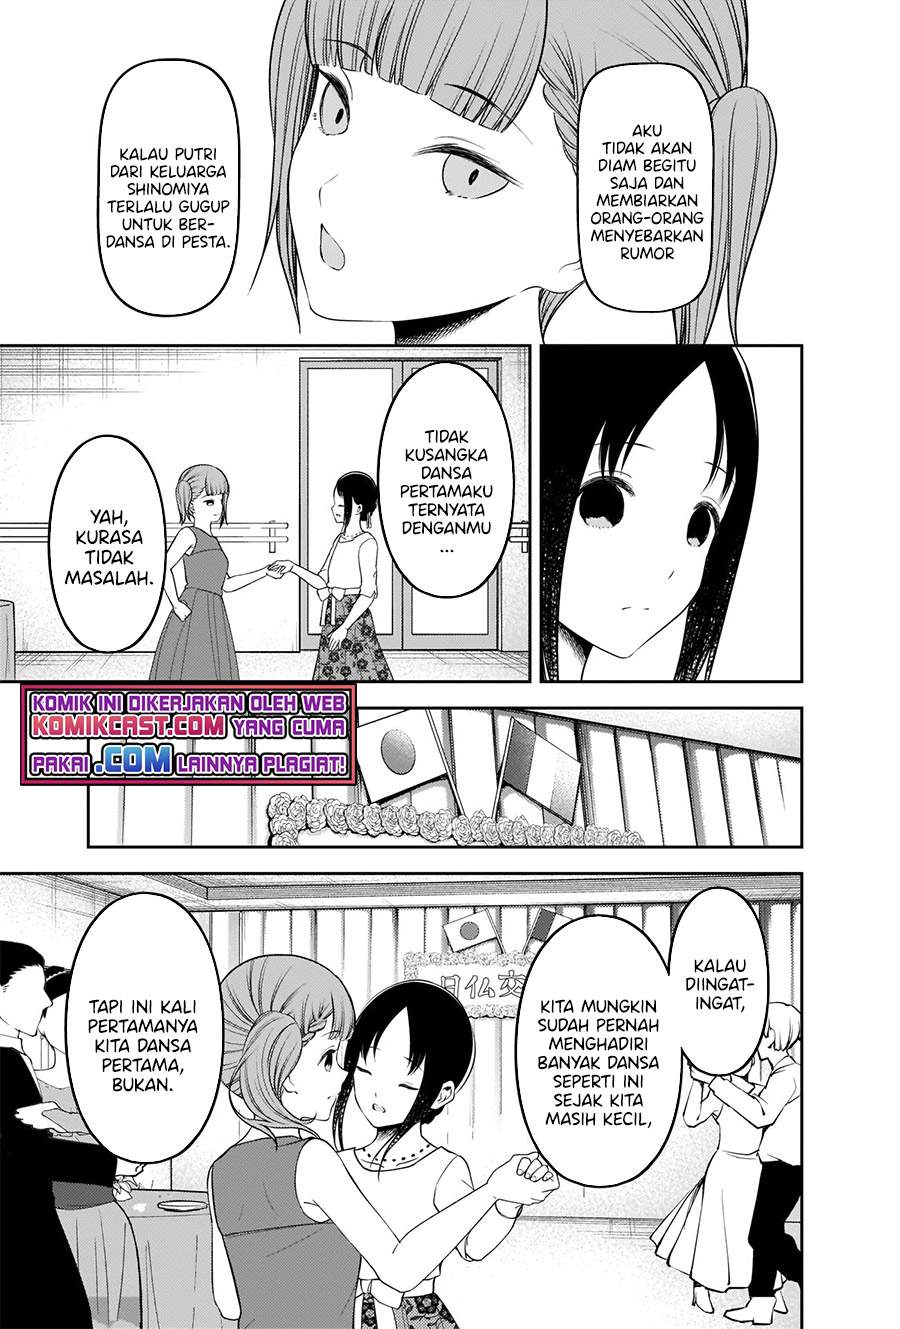 AKU
TIDAK AKAN
DIAM BEGITU
SAJA DAN
MEMBIARKAN
ORANG-ORANG
MENYEBARKAN
RUMOR
KALAU PUTRI
DARI KELUARGA
SHINOMIYA
TERLALU GUGUP
UNTUK BER-
DANSA DI PESTA.
TIDAK
KUSANGKA
DANSA
PERTAMAKU
TERNYATA
DENGANMU
...
YAH,
KURASA
TIDAK
MASALAH.
KOMIK INI DIKERJAKAN OLEH WEB
KOMIKCAST.COM YANG CUMA
PAKAI .COM LAINNYA PLAGIAT!
KALAU
DIINGAT-
INGAT,
KITA MUNGKIN
SUDAH PERNAH
MENGHADIRI
BANYAK DANSA
SEPERTI INI
SEJAK KITA
MASIH KECIL,
日仏交
TAPI INI KALI
PERTAMANYA
KITA DANSA
PERTAMA,
BUKAN.